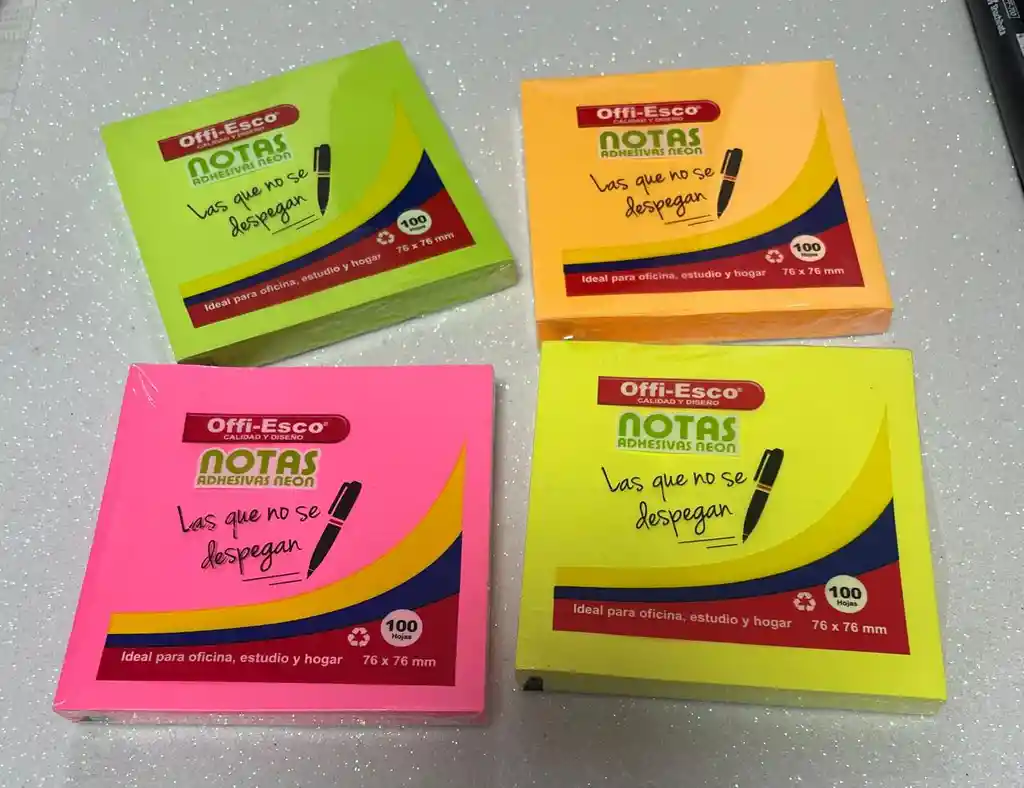 Offi-Esco®
CALIDAD Y DISEÑO
NOTAS
ADHESIVAS NEON
Las que no se
despegan
100
Hojas
Ideal para oficina, estudio y hogar 76 x 76 mm
Offi-Esco®
CALIDAD Y DISEÑO
NOTAS
ADHESIVAS NEON
Las que no se
despegan
100
Hojas
Ideal para oficina, estudio y hogar 76 x 76 mm
Offi-Esco®
CALIDAD Y DISEÑO
NOTAS
ADHESIVAS NEON
Las que no se
despegan
100
Hojas
Ideal para oficina, estudio y hogar 76 x 76 mm
Offi-Esco®
CALIDAD Y DISEÑO
NOTAS
ADHESIVAS NEON
Las que no se
despegan
100
Hojas
Ideal para oficina, estudio y hogar 76 x 76 mm